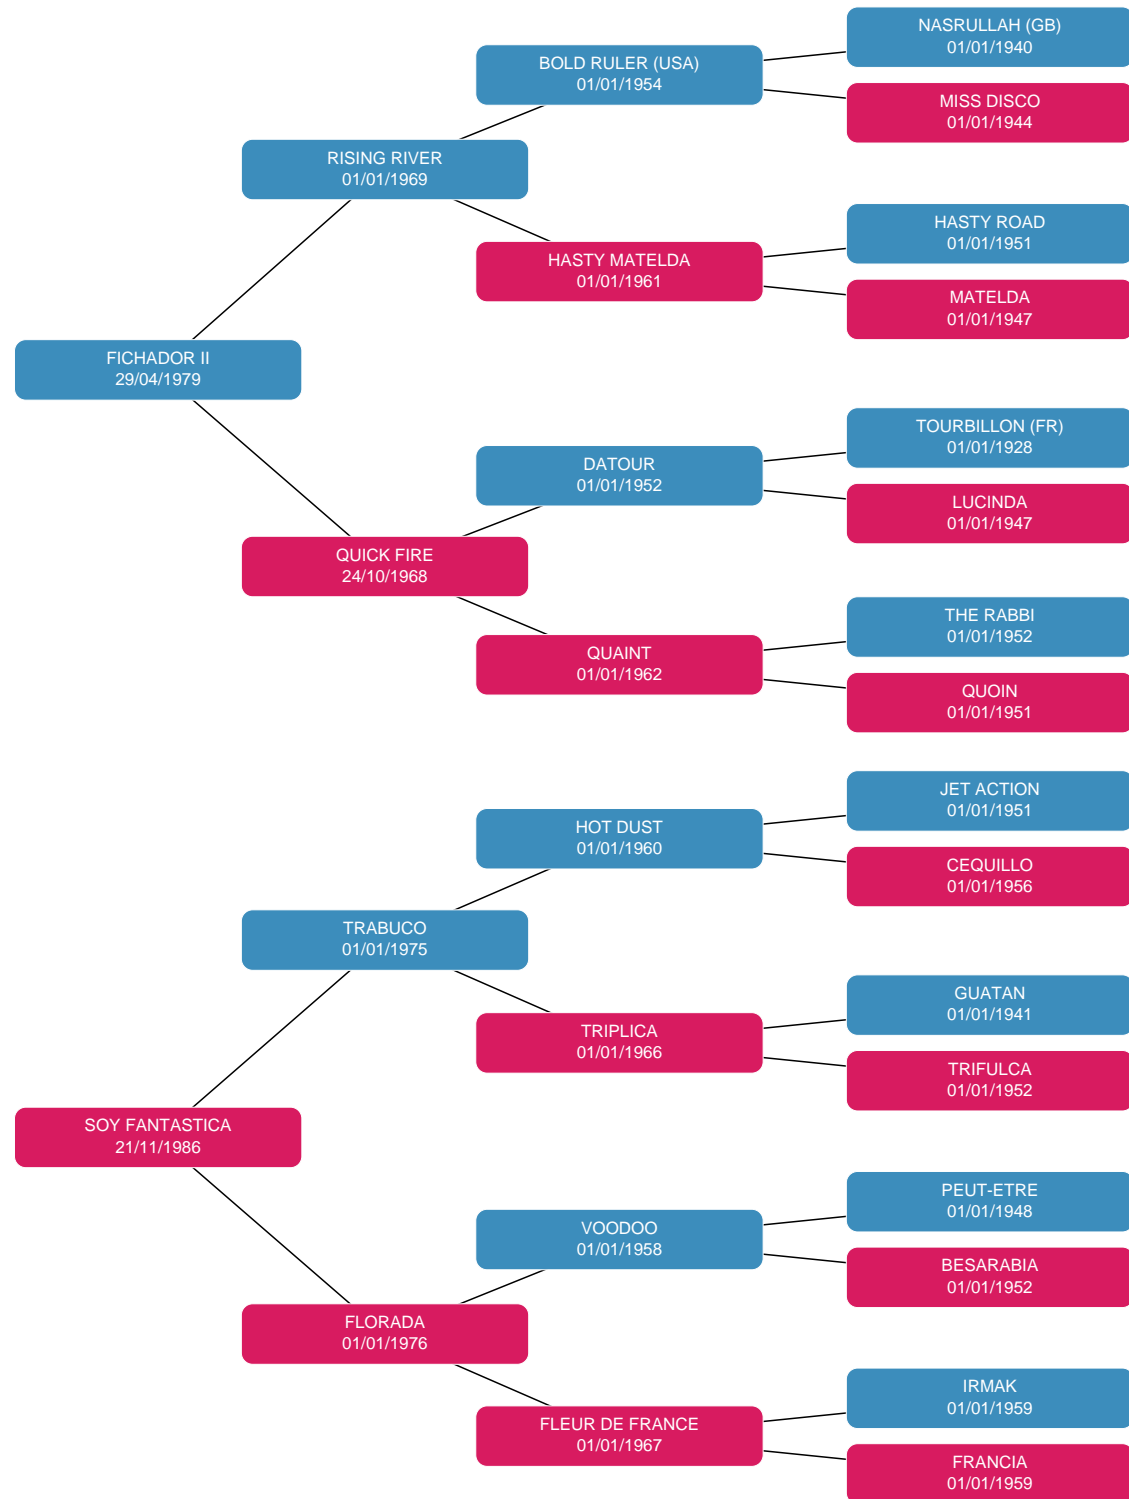 NASRULLAH (GB)
01/01/1940
BOLD RULER (USA)
01/01/1954
MISS DISCO
01/01/1944
RISING RIVER
01/01/1969
HASTY ROAD
01/01/1951
HASTY MATELDA
01/01/1961
MATELDA
01/01/1947
FICHADOR II
29/04/1979
TOURBILLON (FR)
01/01/1928
DATOUR
01/01/1952
LUCINDA
01/01/1947
QUICK FIRE
24/10/1968
THE RABBI
01/01/1952
QUAINT
01/01/1962
QUOIN
01/01/1951
JET ACTION
01/01/1951
HOT DUST
01/01/1960
CEQUILLO
01/01/1956
TRABUCO
01/01/1975
GUATAN
01/01/1941
TRIPLICA
01/01/1966
TRIFULCA
01/01/1952
SOY FANTASTICA
21/11/1986
PEUT-ETRE
01/01/1948
VOODOO
01/01/1958
BESARABIA
01/01/1952
FLORADA
01/01/1976
IRMAK
01/01/1959
FLEUR DE FRANCE
01/01/1967
FRANCIA
01/01/1959